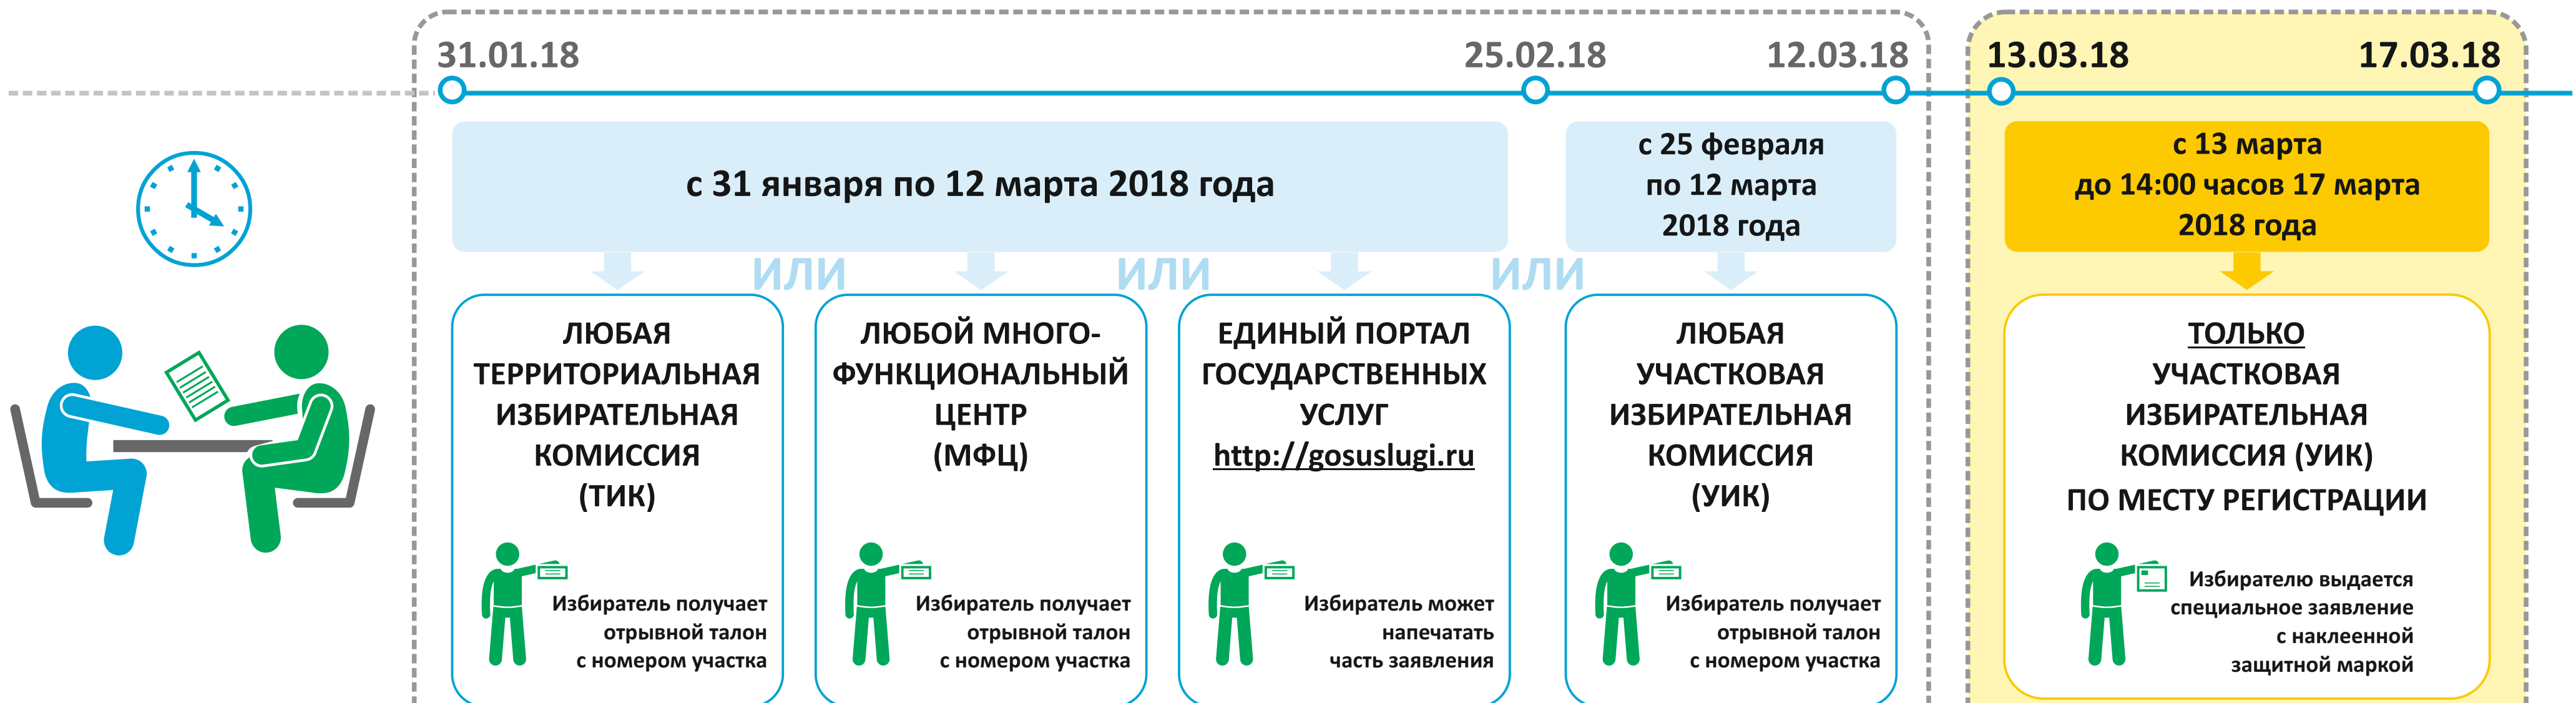 31.01.18
25.02.18
12.03.18
13.03.18
17.03.18
с 31 января по 12 марта 2018 года
с 25 февраля
по 12 марта
2018 года
с 13 марта
до 14:00 часов 17 марта
2018 года
ИЛИ
ИЛИ
ИЛИ
ЛЮБАЯ
ТЕРРИТОРИАЛЬНАЯ
ИЗБИРАТЕЛЬНАЯ
КОМИССИЯ
(ТИК)
Избиратель получает
отрывной талон
с номером участка
ЛЮБОЙ МНОГО-
ФУНКЦИОНАЛЬНЫЙ
ЦЕНТР
(МФЦ)
Избиратель получает
отрывной талон
с номером участка
ЕДИНЫЙ ПОРТАЛ
ГОСУДАРСТВЕННЫХ
УСЛУГ
http://gosuslugi.ru
Избиратель может
напечатать
часть заявления
ЛЮБАЯ
УЧАСТКОВАЯ
ИЗБИРАТЕЛЬНАЯ
КОМИССИЯ
(УИК)
Избиратель получает
отрывной талон
с номером участка
ТОЛЬКО
УЧАСТКОВАЯ
ИЗБИРАТЕЛЬНАЯ
КОМИССИЯ (УИК)
ПО МЕСТУ РЕГИСТРАЦИИ
Избирателю выдается
специальное заявление
с наклеенной
защитной маркой